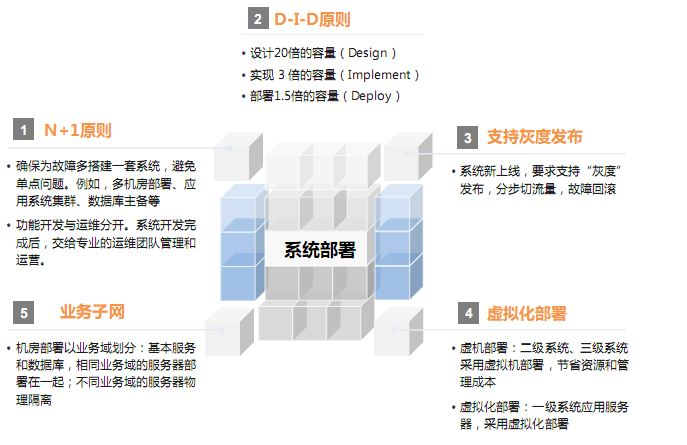 2 D-I-D原则
• 设计20倍的容量（Design）
• 实现 3 倍的容量（Implement）
• 部署1.5倍的容量（Deploy）
1 N+1原则
• 确保为故障多搭建一套系统，避免
单点问题。例如，多机房部署、应
用系统集群、数据库主备等
• 功能开发与运维分开。系统开发完
成后，交给专业的运维团队管理和
运营。
3 支持灰度发布
• 系统新上线，要求支持“灰度”
发布，分步切流量，故障回滚
系统部署
5 业务子网
• 机房部署以业务域划分：基本服务
和数据库，相同业务域的服务器部
署在一起；不同业务域的服务器物
理隔离
4 虚拟化部署
• 虚机部署：二级系统、三级系统
采用虚拟机部署，节省资源和管
理成本
• 虚拟化部署：一级系统应用服务
器，采用虚拟化部署